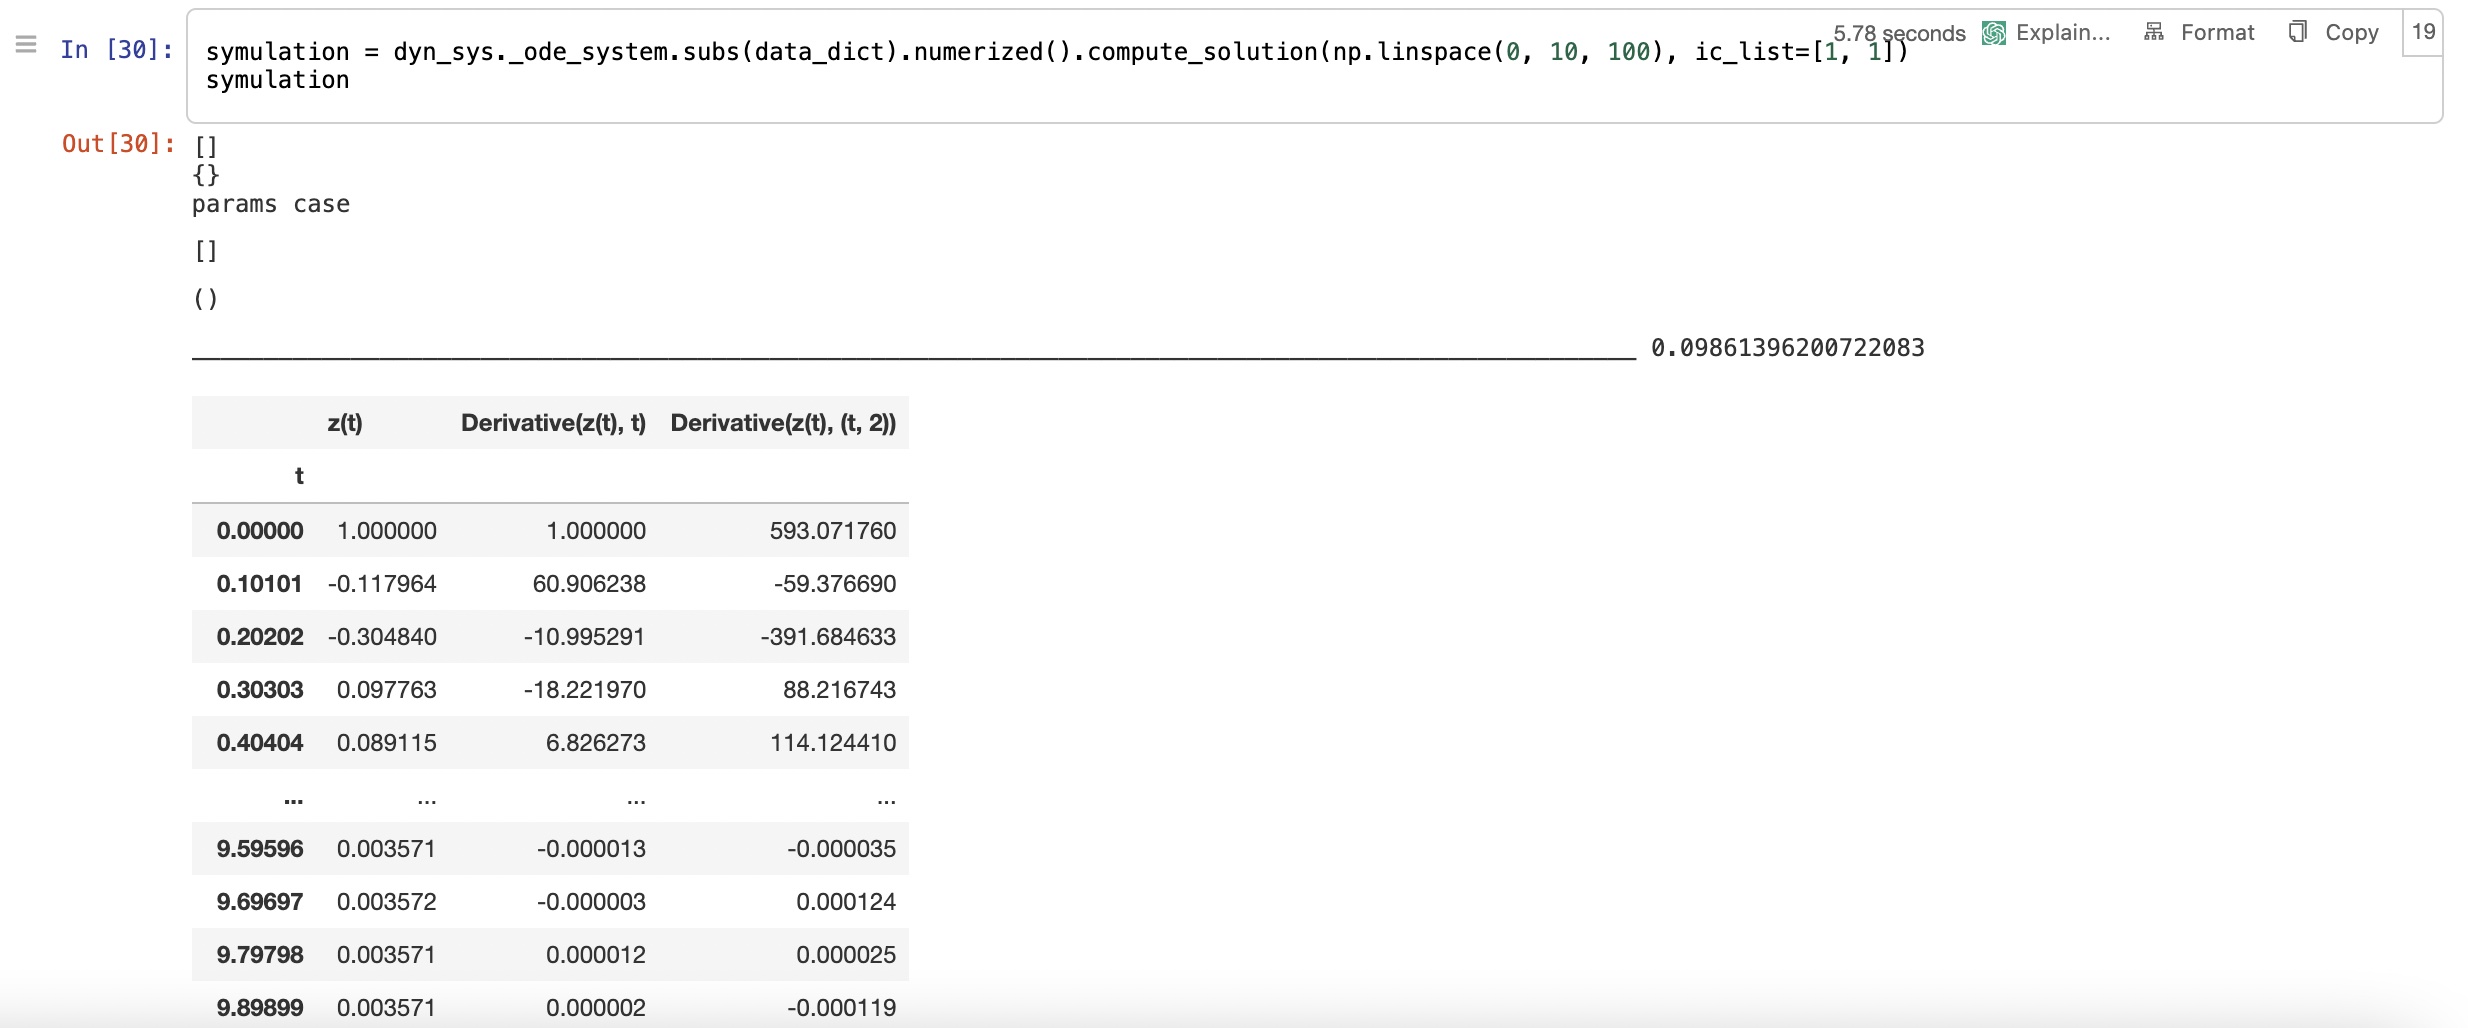 In [30]:
symulation = dyn_sys._ode_system.subs(data_dict).numerized().compute_solution(np.linspace(0, 10, 100), ic_list=[1, 1])
symulation
5.78 seconds Explain... Format Copy 19
Out[30]:
[]
{}
params case
[]
()
0.09861396200722083
z(t) Derivative(z(t), t) Derivative(z(t), (t, 2))
t
0.00000 1.000000 1.000000 593.071760
0.10101 -0.117964 60.906238 -59.376690
0.20202 -0.304840 -10.995291 -391.684633
0.30303 0.097763 -18.221970 88.216743
0.40404 0.089115 6.826273 114.124410
... ... ... ...
9.59596 0.003571 -0.000013 -0.000035
9.69697 0.003572 -0.000003 0.000124
9.79798 0.003571 0.000012 0.000025
9.89899 0.003571 0.000002 -0.000119